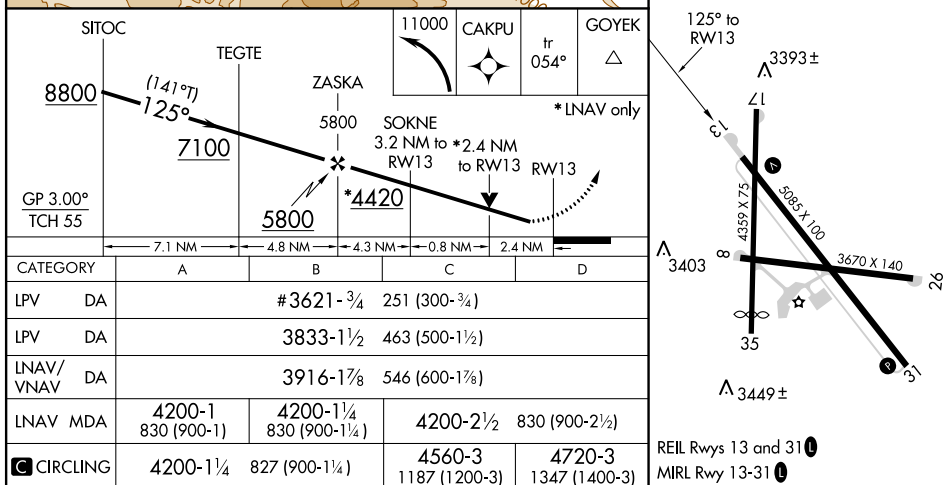 SITOC
TEGTE
ZASKA
5800
SOKNE
3.2 NM to
RW13
*2.4 NM
to RW13
RW13
11000
CAKPU
tr
054°
GOYEK
*LNAV only
8800
(141°T)
125°
7100
5800
*4420
GP 3.00°
TCH 55
7.1 NM
4.8 NM
4.3 NM
0.8 NM
2.4 NM
CATEGORY A B C D
LPV DA #3621-¾ 251 (300-¾)
LPV DA 3833-1½ 463 (500-1½)
LNAV/
VNAV DA 3916-1⅞ 546 (600-1⅞)
LNAV MDA 4200-1 4200-1¼ 4200-2½ 830 (900-2½)
830 (900-1) 830 (900-1¼)
C CIRCLING 4200-1¼ 827 (900-1¼) 4560-3 4720-3
1187 (1200-3) 1347 (1400-3)
125° to
RW13
3393±
17
13
A
4359 X 75
5085 X 100
3403
8
3670 X 140
26
35
P
31
3449±
REIL Rwys 13 and 31 L
MIRL Rwy 13-31 L